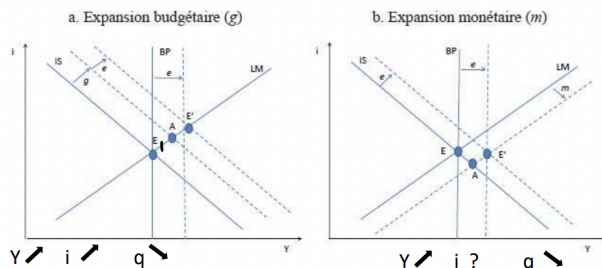 a. Expansion budgétaire (g)
i
IS
BP
LM
e
e
g
E'
A
E
Y
Y i q
b. Expansion monétaire (m)
i
IS
BP
LM
e
e
m
E
E'
A
Y
Y i ? q